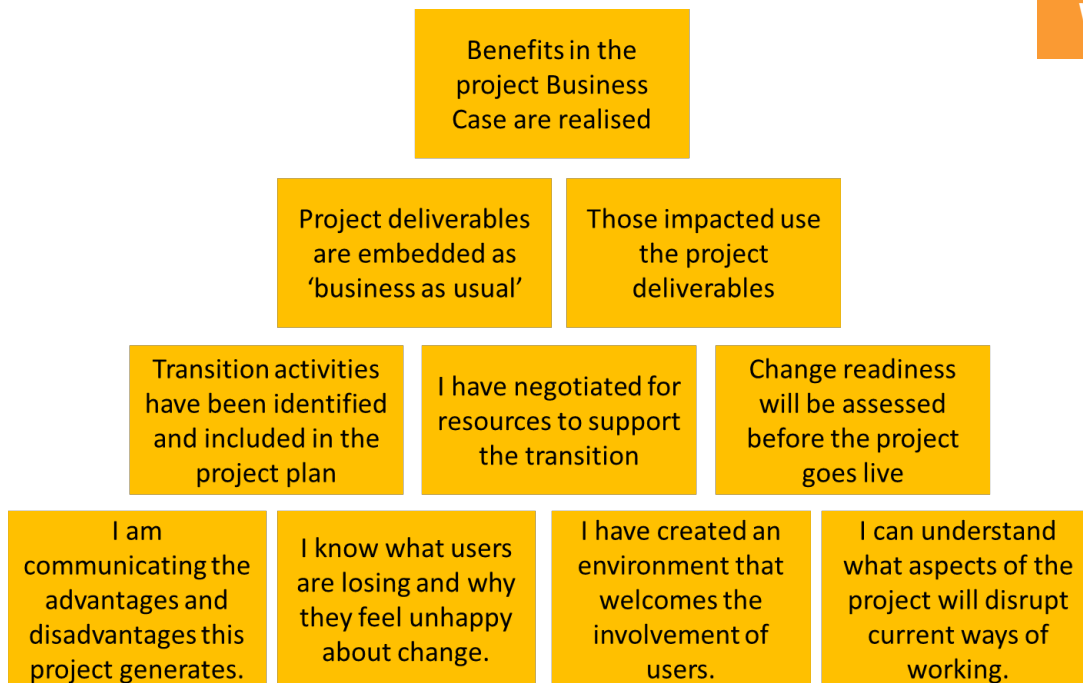 Benefits in the
project Business
Case are realised
Project deliverables
are embedded as
‘business as usual’
Those impacted use
the project
deliverables
Transition activities
have been identified
and included in the
project plan
I have negotiated for
resources to support
the transition
Change readiness
will be assessed
before the project
goes live
I am
communicating the
advantages and
disadvantages this
project generates.
I know what users
are losing and why
they feel unhappy
about change.
I have created an
environment that
welcomes the
involvement of
users.
I can understand
what aspects of the
project will disrupt
current ways of
working.